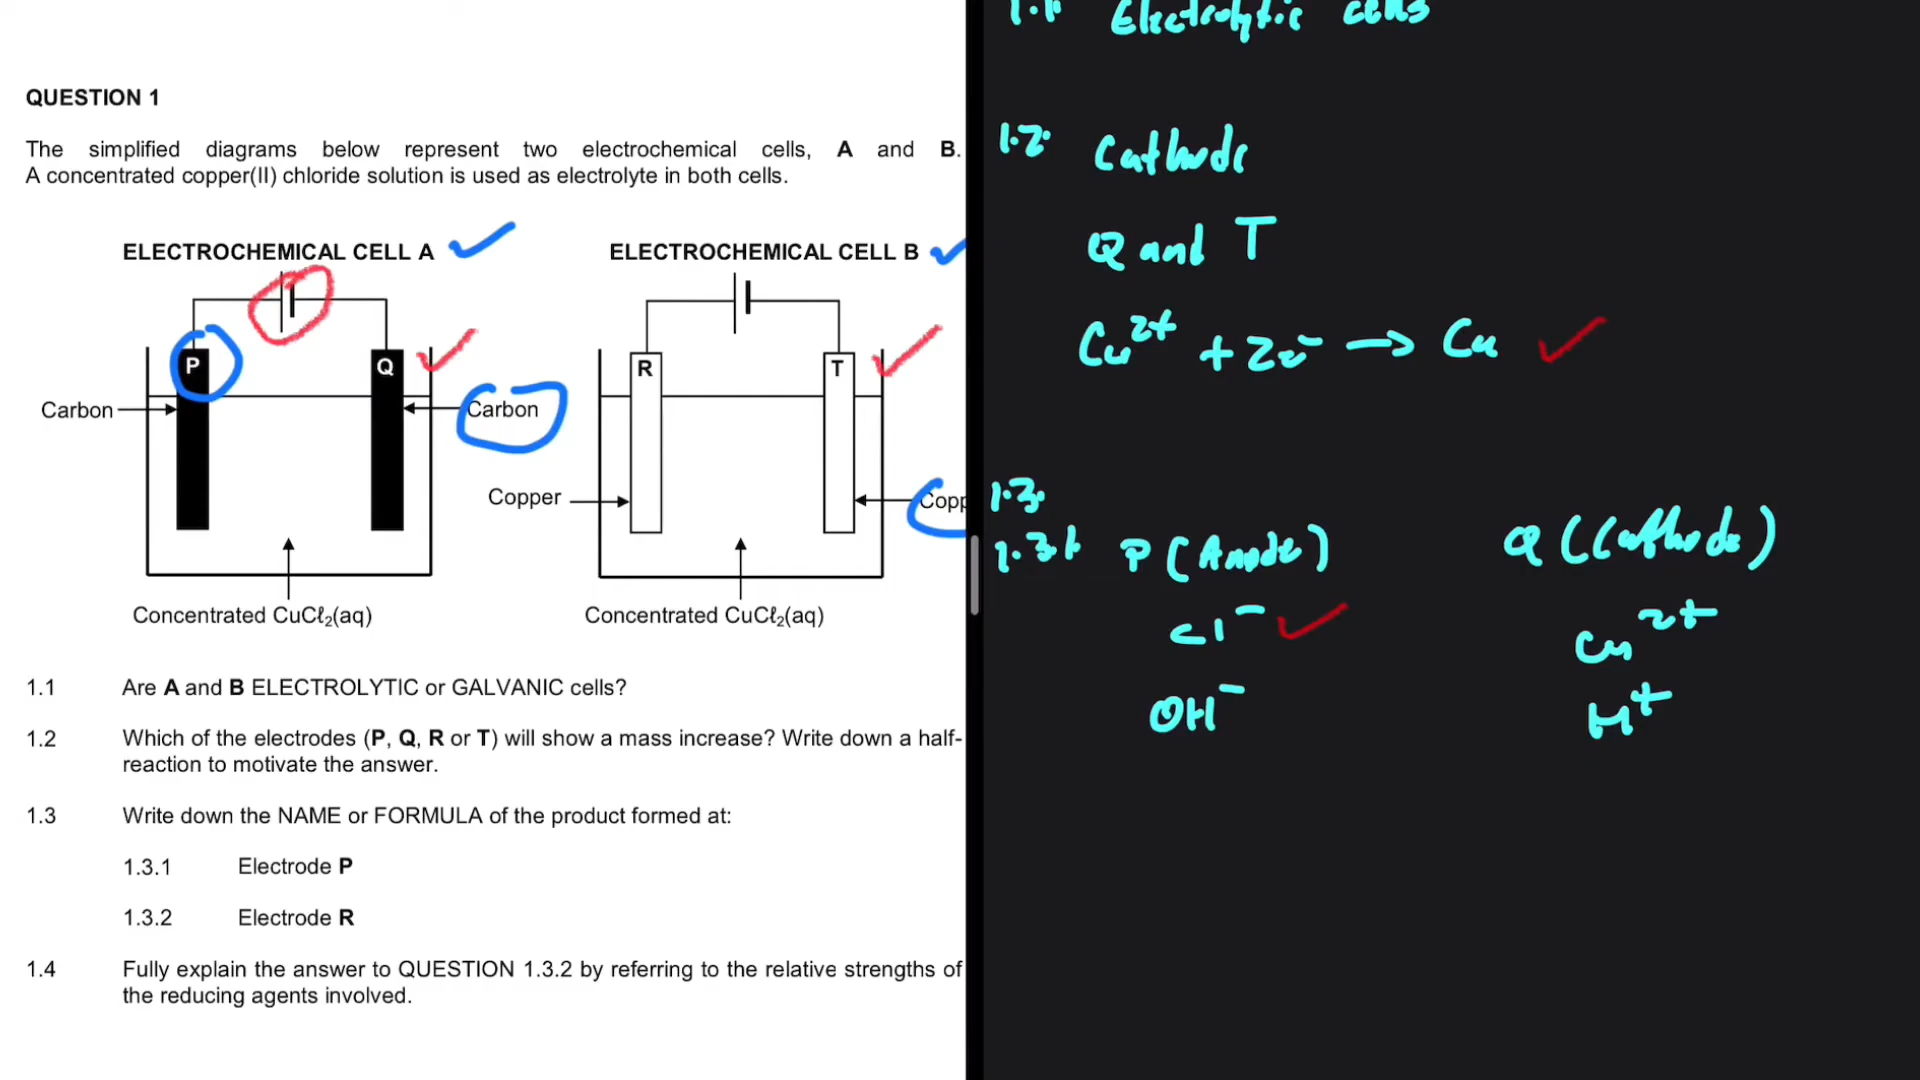 QUESTION 1
The simplified diagrams below represent two electrochemical cells, A and B.
A concentrated copper(II) chloride solution is used as electrolyte in both cells.
ELECTROCHEMICAL CELL A
P
Q
Carbon
Carbon
Concentrated CuCℓ₂(aq)
ELECTROCHEMICAL CELL B
R
T
Copper
Copp
Concentrated CuCℓ₂(aq)
1.1 Are A and B ELECTROLYTIC or GALVANIC cells?
1.2 Which of the electrodes (P, Q, R or T) will show a mass increase? Write down a half-
reaction to motivate the answer.
1.3 Write down the NAME or FORMULA of the product formed at:
1.3.1 Electrode P
1.3.2 Electrode R
1.4 Fully explain the answer to QUESTION 1.3.2 by referring to the relative strengths of
the reducing agents involved.
1.1 Electrolytic cells
1.2. Cathode
Q and T
Cu²⁺ + 2e⁻ → Cu
1.3.
1.3.1 P (Anode) Q (Cathode)
Cl⁻ Cu²⁺
OH⁻ H⁺